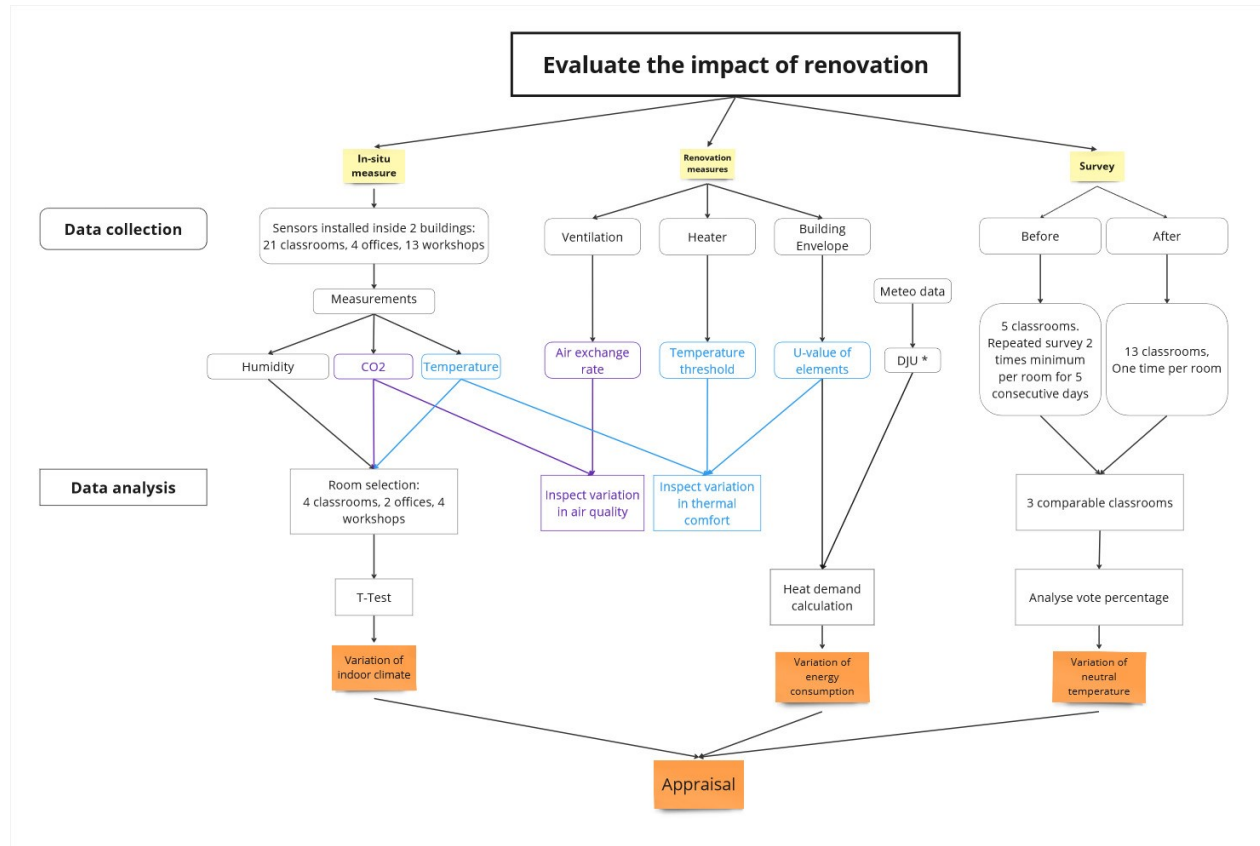 Evaluate the impact of renovation
In-situ
measure
Renovation
measures
Survey
Data collection
Sensors installed inside 2 buildings:
21 classrooms, 4 offices, 13 workshops
Ventilation
Heater
Building
Envelope
Before
After
Measurements
Meteo data
Humidity
CO2
Temperature
Air exchange
rate
Temperature
threshold
U-value of
elements
DJU *
5 classrooms.
Repeated survey 2
times minimum
per room for 5
consecutive days
13 classrooms,
One time per room
Data analysis
Room selection:
4 classrooms, 2 offices, 4
workshops
Inspect variation
in air quality
Inspect variation
in thermal
comfort
3 comparable classrooms
T-Test
Heat demand
calculation
Analyse vote percentage
Variation of
indoor climate
Variation of
energy
consumption
Variation of
neutral
temperature
Appraisal